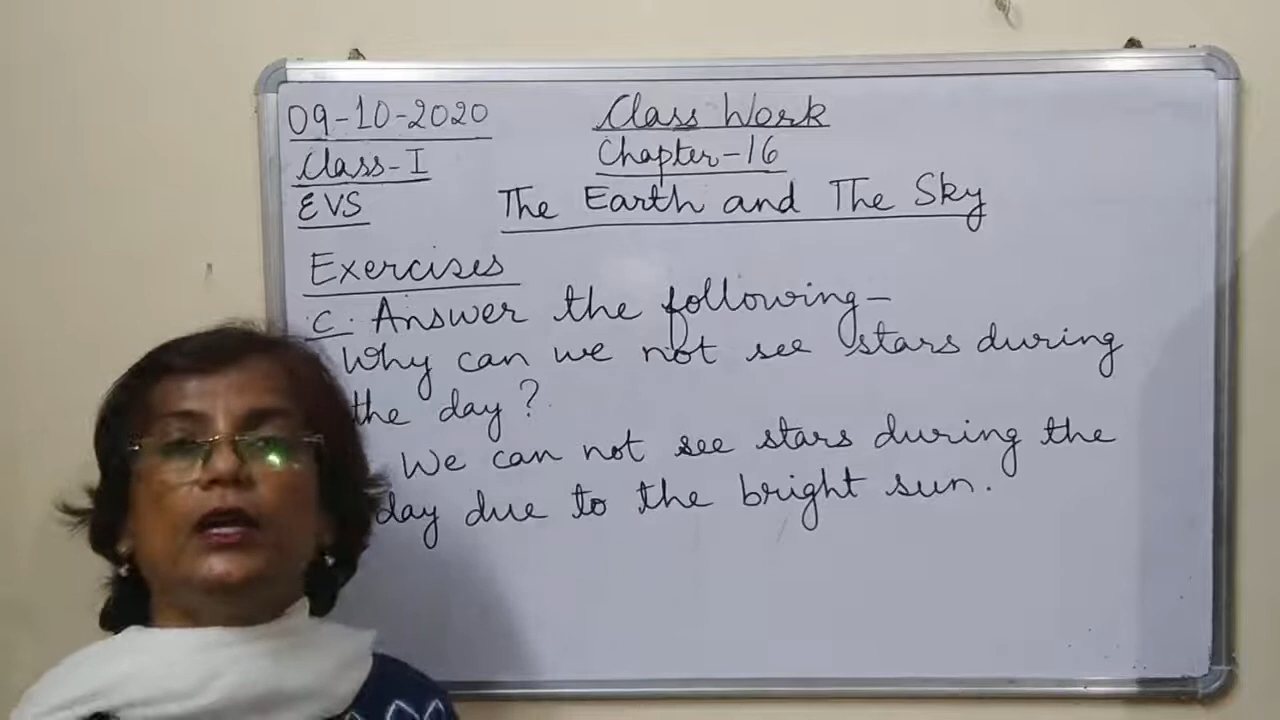 09-10-2020
Class Work
Class-I
Chapter-16
EVS
The Earth and The Sky
Exercises
C. Answer the following-
Why can we not see stars during
the day?
We can not see stars during the
day due to the bright sun.